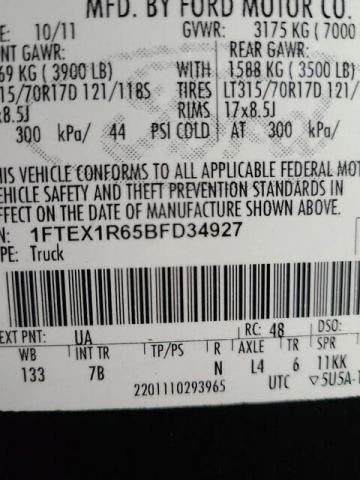 MFD. BY FORD MOTOR CO.
E: 10/11 GVWR: 3175 KG (7000
NT GAWR: REAR GAWR:
69 KG (3900 LB) WITH 1588 KG (3500 LB)
15/70R17D 121/118S TIRES LT315/70R17D 121
x8.5J RIMS 17x8.5J
300 kPa/ 44 PSI COLD AT 300 kPa/
HIS VEHICLE CONFORMS TO ALL APPLICABLE FEDERAL MOT
VEHICLE SAFETY AND THEFT PREVENTION STANDARDS IN
EFFECT ON THE DATE OF MANUFACTURE SHOWN ABOVE.
N: 1FTEX1R65BFD34927
PE: Truck
EXT PNT: UA RC: 48 DSO:
WB INT TR TP/PS R AXLE TR SPR
133 7B N L4 6 11KK
2201110293965 UTC ▽5U5A-1